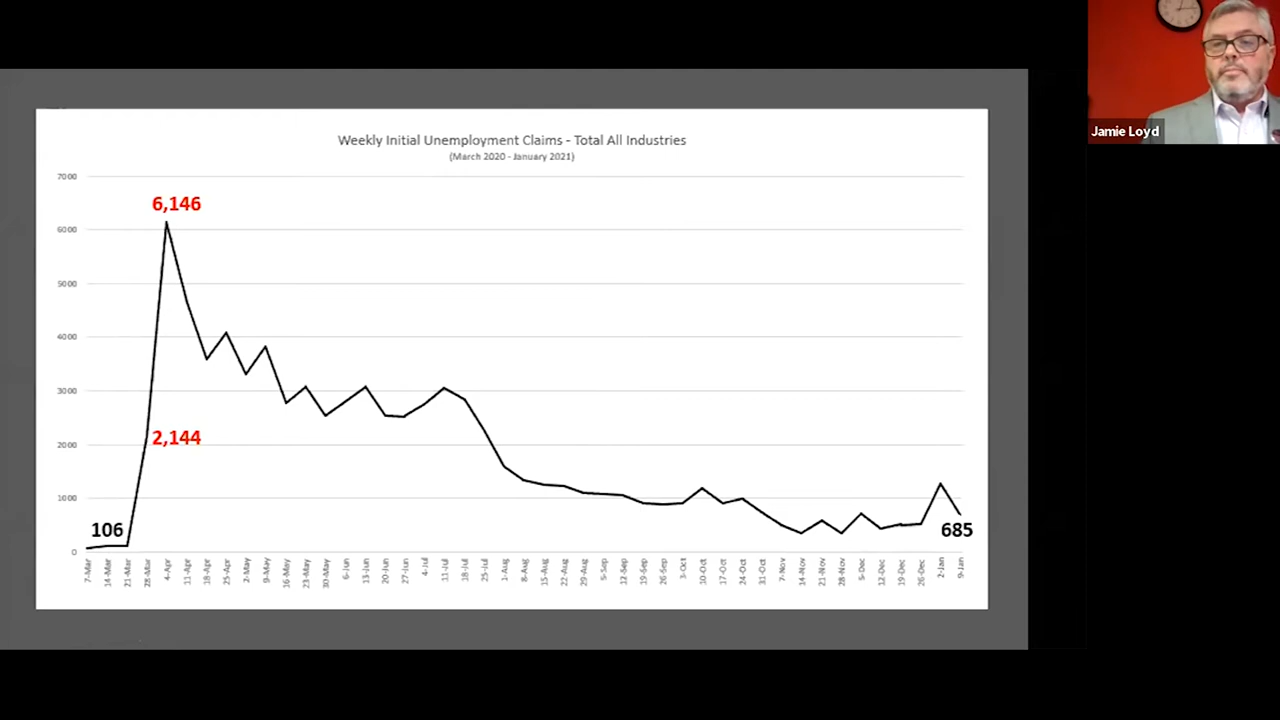 Weekly Initial Unemployment Claims - Total All Industries
(March 2020 - January 2021)
7000
6000
5000
4000
3000
2000
1000
0
6,146
2,144
106
685
7-Mar
14-Mar
21-Mar
28-Mar
4-Apr
11-Apr
18-Apr
25-Apr
2-May
9-May
16-May
23-May
30-May
6-Jun
13-Jun
20-Jun
27-Jun
4-Jul
11-Jul
18-Jul
25-Jul
1-Aug
8-Aug
15-Aug
22-Aug
29-Aug
5-Sep
12-Sep
19-Sep
26-Sep
3-Oct
10-Oct
17-Oct
24-Oct
31-Oct
7-Nov
14-Nov
21-Nov
28-Nov
5-Dec
12-Dec
19-Dec
26-Dec
2-Jan
9-Jan
Jamie Loyd